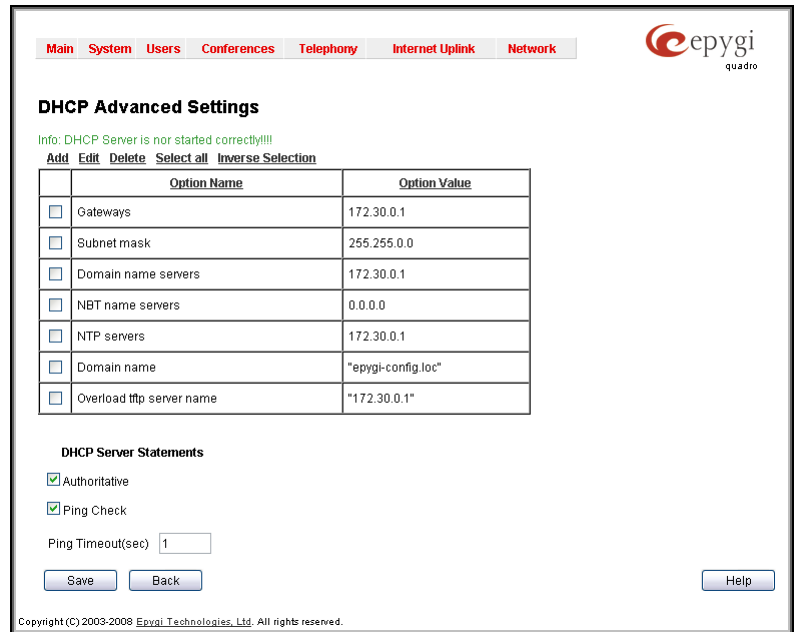 Main System Users Conferences Telephony Internet Uplink Network
epygi
quadro
DHCP Advanced Settings
Info: DHCP Server is nor started correctly!!!!
Add Edit Delete Select all Inverse Selection
Option Name Option Value
Gateways 172.30.0.1
Subnet mask 255.255.0.0
Domain name servers 172.30.0.1
NBT name servers 0.0.0.0
NTP servers 172.30.0.1
Domain name "epygi-config.loc"
Overload tftp server name "172.30.0.1"
DHCP Server Statements
Authoritative
Ping Check
Ping Timeout(sec) 1
Save Back Help
Copyright (C) 2003-2008 Epygi Technologies, Ltd. All rights reserved.